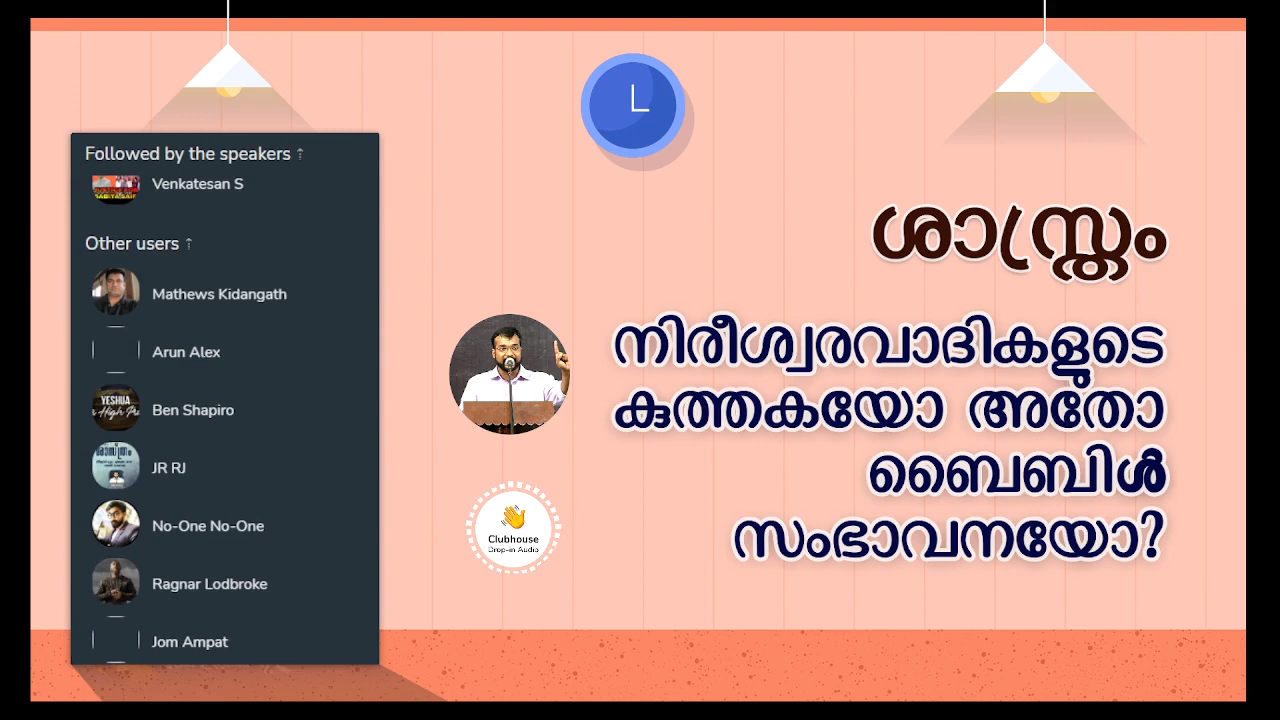 Followed by the speakers ⇡
Venkatesan S
Other users ⇡
Mathews Kidangath
Arun Alex
YESHUA
Ben Shapiro
ശാസ്ത്രം
JR RJ
No-One No-One
Ragnar Lodbroke
Jom Ampat
Clubhouse
Drop-in Audio
ശാസ്ത്രം
നിരീശ്വരവാദികളുടെ
കുത്തകയോ അതോ
ബൈബിൾ
സംഭാവനയോ?